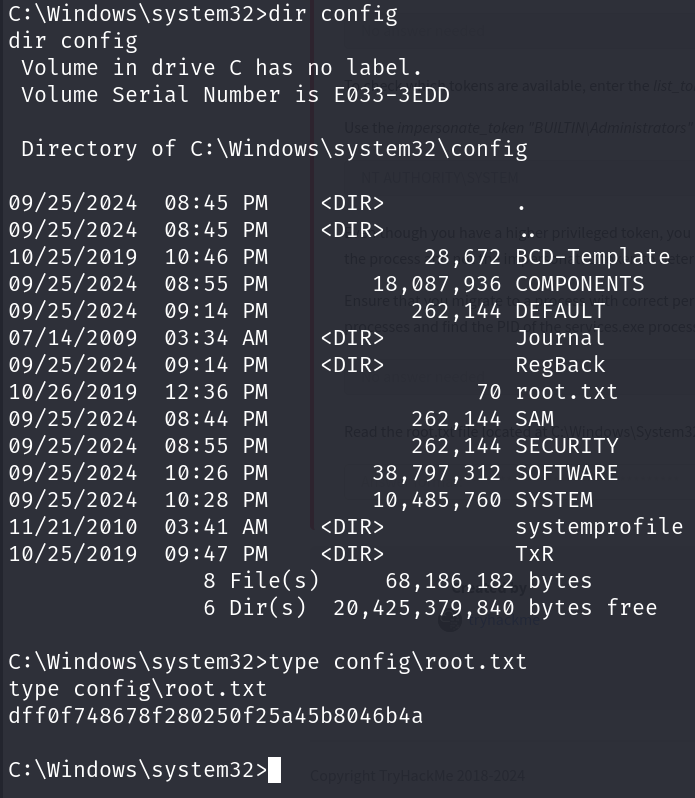 C:\Windows\system32>dir config
dir config
 Volume in drive C has no label.
 Volume Serial Number is E033-3EDD

 Directory of C:\Windows\system32\config

09/25/2024  08:45 PM    <DIR>          .
09/25/2024  08:45 PM    <DIR>          ..
10/25/2019  10:46 PM            28,672 BCD-Template
09/25/2024  08:55 PM        18,087,936 COMPONENTS
09/25/2024  09:14 PM           262,144 DEFAULT
07/14/2009  03:34 AM    <DIR>          Journal
09/25/2024  09:14 PM    <DIR>          RegBack
10/26/2019  12:36 PM                70 root.txt
09/25/2024  08:44 PM           262,144 SAM
09/25/2024  08:55 PM           262,144 SECURITY
09/25/2024  10:26 PM        38,797,312 SOFTWARE
09/25/2024  10:28 PM        10,485,760 SYSTEM
11/21/2010  03:41 AM    <DIR>          systemprofile
10/25/2019  09:47 PM    <DIR>          TxR
               8 File(s)     68,186,182 bytes
               6 Dir(s)  20,425,379,840 bytes free

C:\Windows\system32>type config\root.txt
type config\root.txt
dff0f748678f280250f25a45b8046b4a

C:\Windows\system32>
Copyright TryHackMe 2018-2024